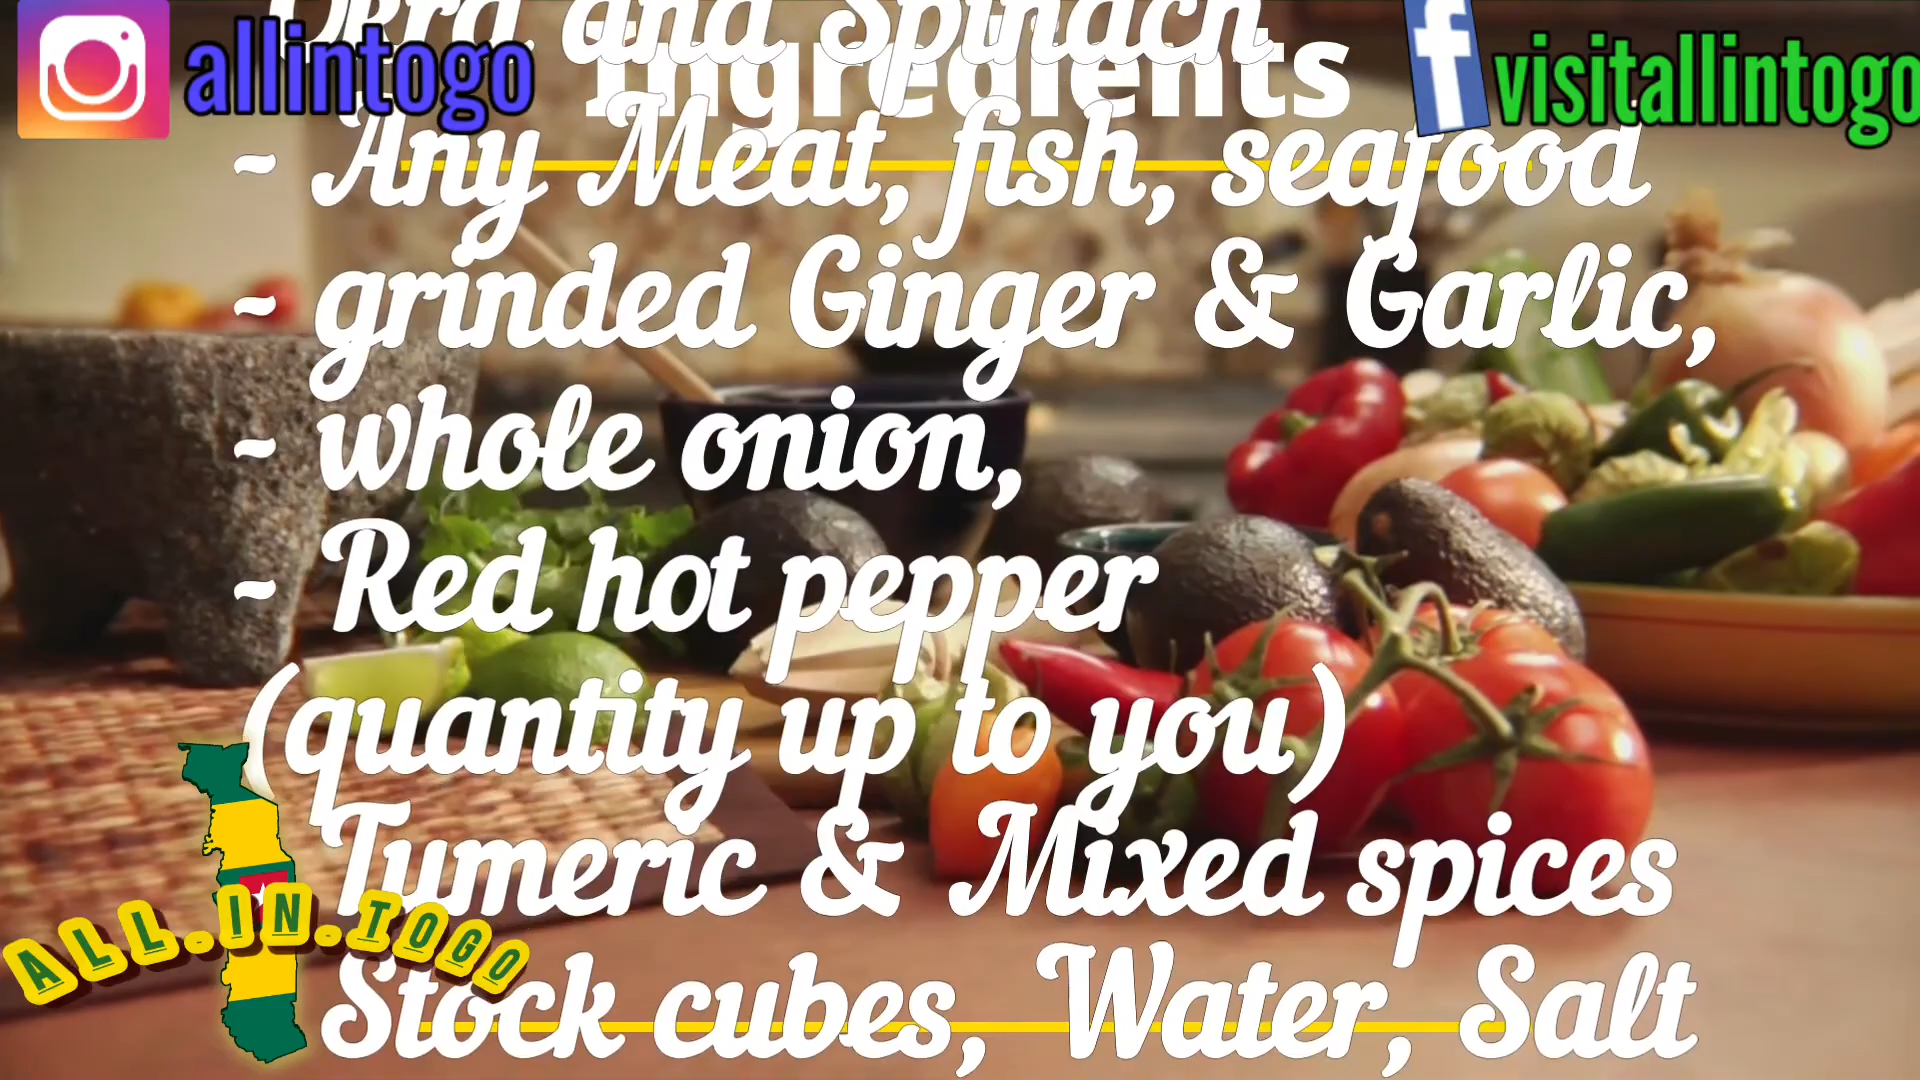 allintogo
visitallintogo
Okra and Spinach
Ingredients
~ Any Meat, fish, seafood
~ grinded Ginger & Garlic,
~ whole onion,
~ Red hot pepper
(quantity up to you)
Tumeric & Mixed spices
Stock cubes, Water, Salt
ALL.IN.TOGO